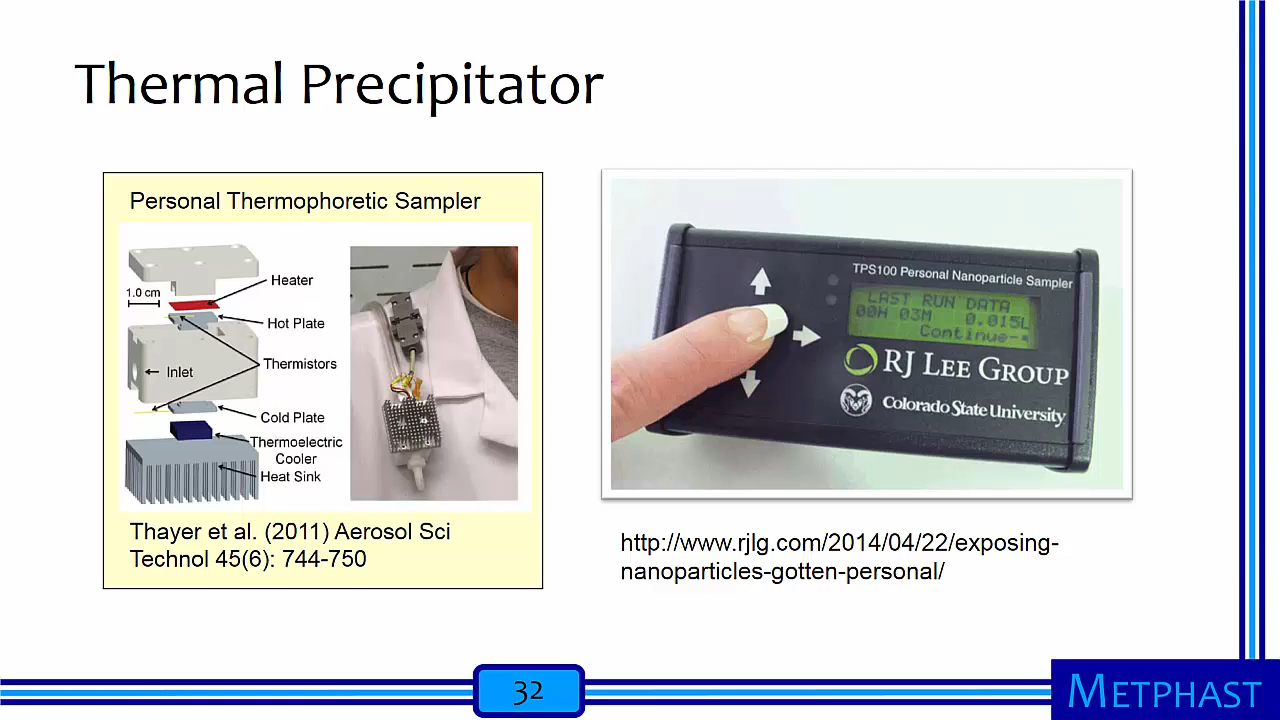 Thermal Precipitator
Personal Thermophoretic Sampler
1.0 cm
Heater
Hot Plate
Thermistors
Inlet
Cold Plate
Thermoelectric
Cooler
Heat Sink
Thayer et al. (2011) Aerosol Sci
Technol 45(6): 744-750
TPS100 Personal Nanoparticle Sampler
LAST RUN DATA
00H 03M 0.015L
Continue-*
RJ LEE GROUP
Colorado State University
http://www.rjlg.com/2014/04/22/exposing-
nanoparticles-gotten-personal/
32
METPHAST